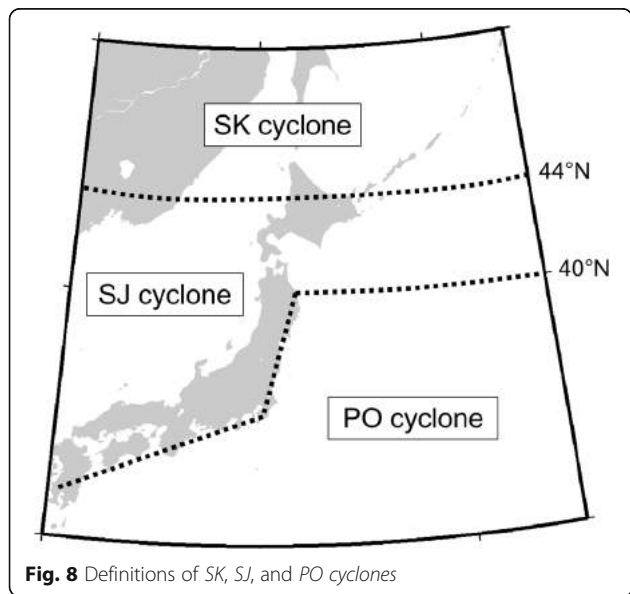 SK cyclone
44°N
40°N
SJ cyclone
PO cyclone
Fig. 8 Definitions of SK, SJ, and PO cyclones